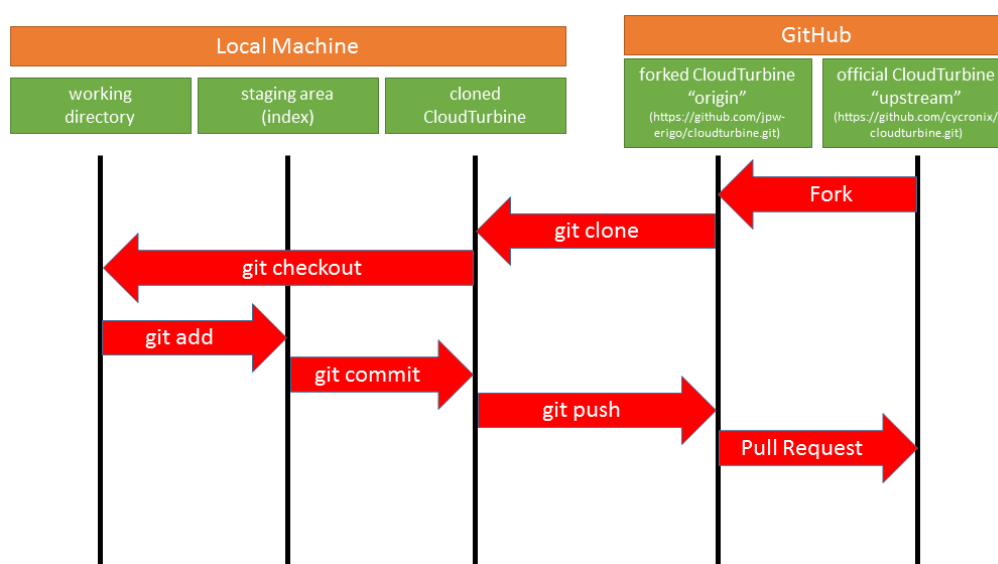 Local Machine
GitHub
working
directory
staging area
(index)
cloned
CloudTurbine
forked CloudTurbine
“origin”
(https://github.com/jpw-
erigo/cloudturbine.git)
official CloudTurbine
“upstream”
(https://github.com/cycronix/
cloudturbine.git)
Fork
git clone
git checkout
git add
git commit
git push
Pull Request